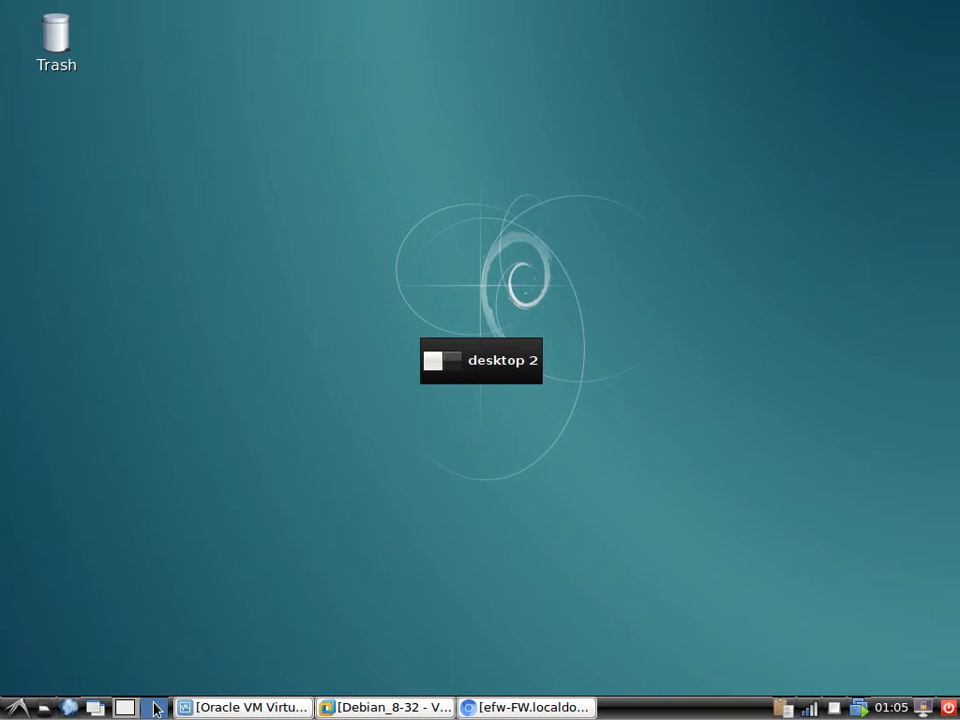 Trash
desktop 2
[Oracle VM Virtu...
[Debian_8-32 - V...
[efw-FW.localdo...
01:05